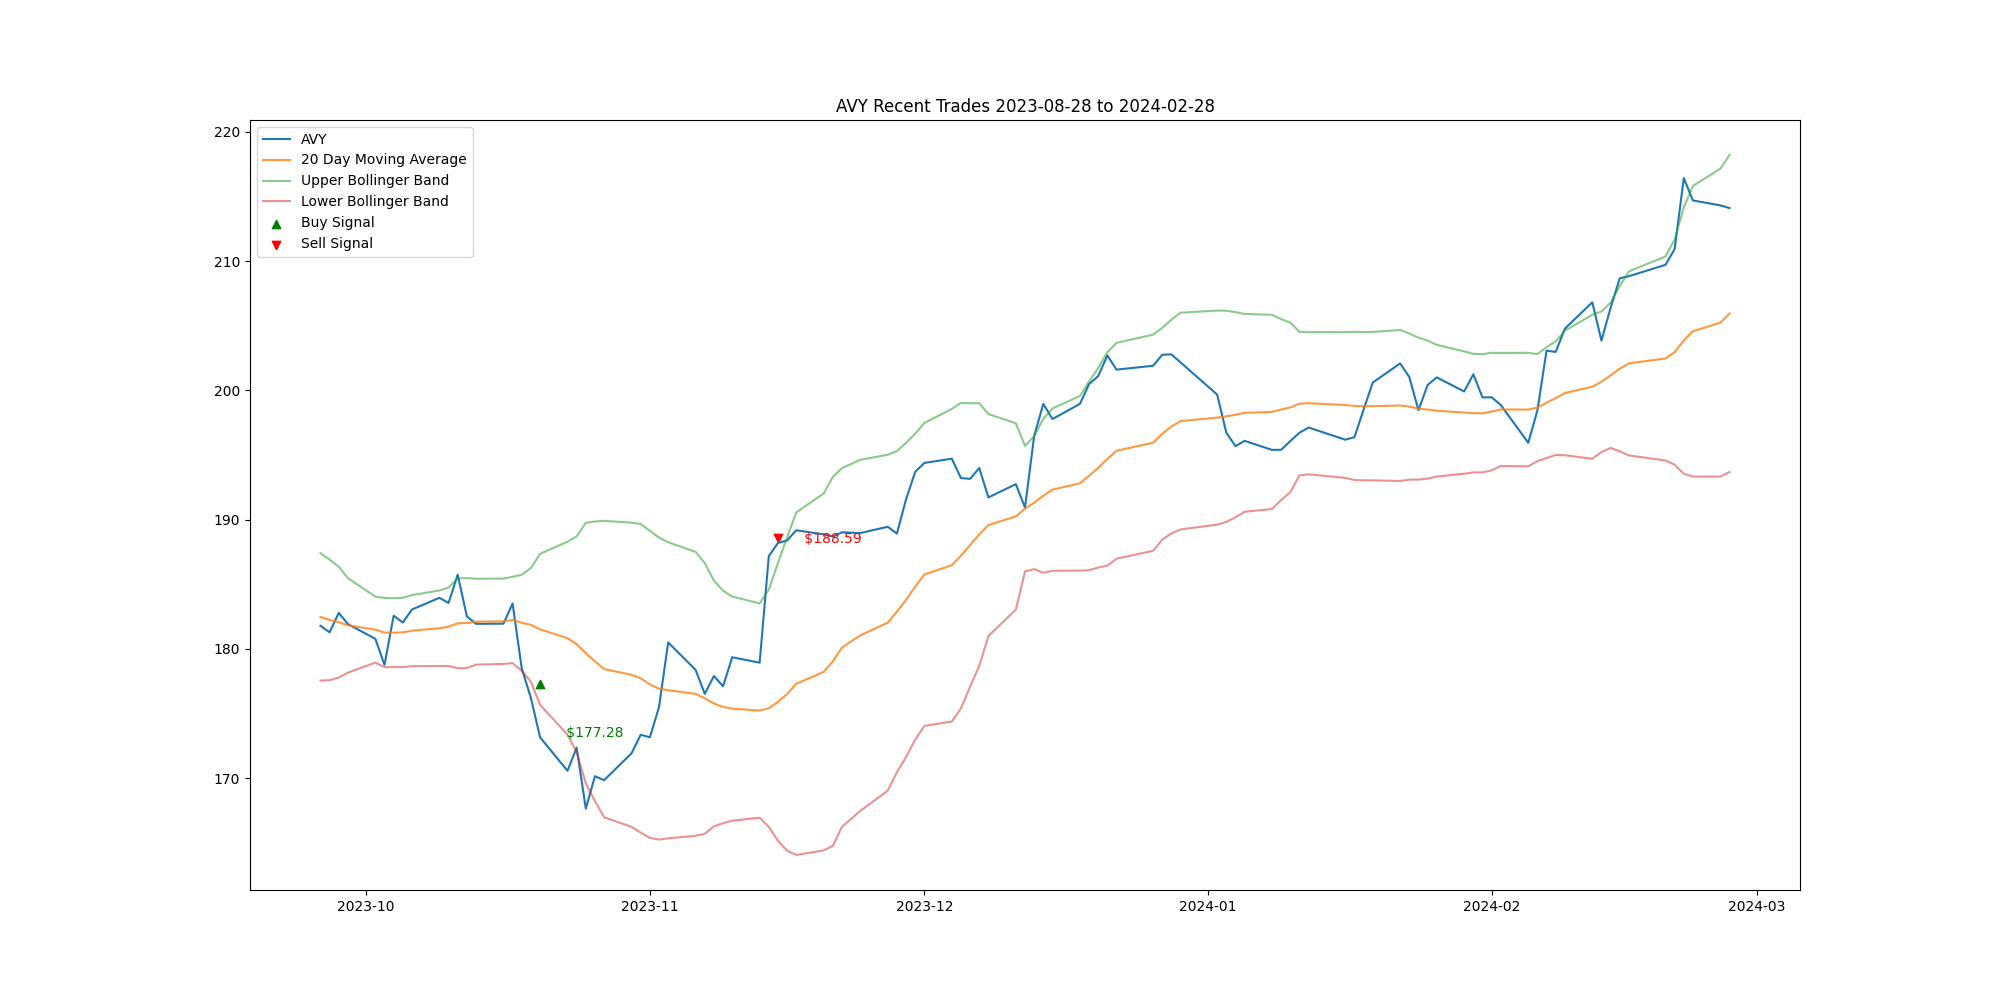 AVY Recent Trades 2023-08-28 to 2024-02-28
220
210
200
190
180
170
AVY
20 Day Moving Average
Upper Bollinger Band
Lower Bollinger Band
Buy Signal
Sell Signal
$188.59
$177.28
2023-10
2023-11
2023-12
2024-01
2024-02
2024-03